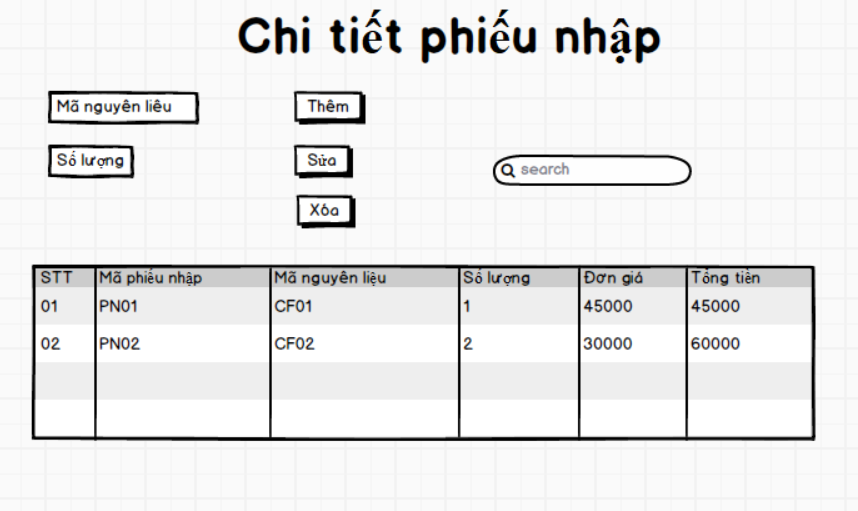 Chi tiết phiếu nhập
Mã nguyên liêu Thêm
Số lượng Sửa search
Xóa
STT Mã phiếu nhập Mã nguyên liệu Số lượng Đơn giá Tổng tiền
01 PN01 CF01 1 45000 45000
02 PN02 CF02 2 30000 60000